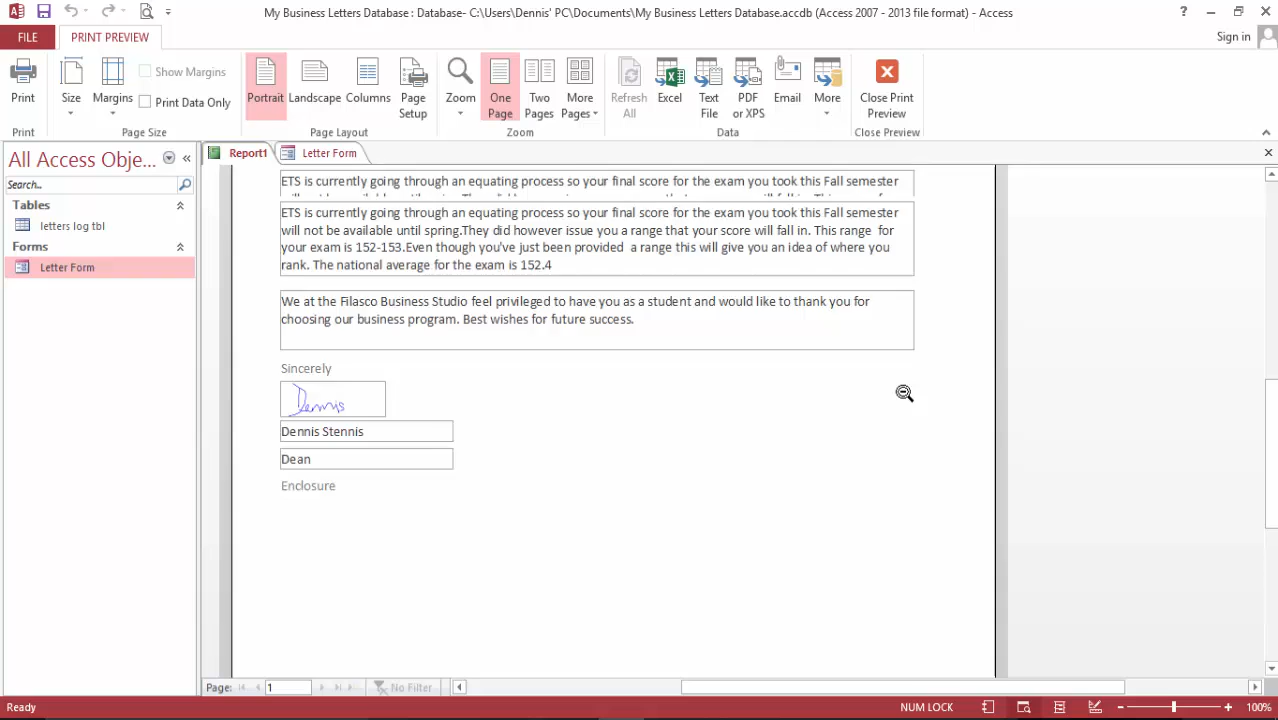 My Business Letters Database : Database- C:\Users\Dennis' PC\Documents\My Business Letters Database.accdb (Access 2007 - 2013 file format) - Access
?
FILE
PRINT PREVIEW
Sign in
Print
Size
Margins
Show Margins
Print Data Only
Portrait
Landscape
Columns
Page Setup
Zoom
One Page
Two Pages
More Pages
Refresh All
Excel
Text File
PDF or XPS
Email
More
Close Print Preview
Print
Page Size
Page Layout
Zoom
Data
Close Preview
All Access Obje...
Search...
Tables
letters log tbl
Forms
Letter Form
Report1
Letter Form
ETS is currently going through an equating process so your final score for the exam you took this Fall semester
ETS is currently going through an equating process so your final score for the exam you took this Fall semester
will not be available until spring.They did however issue you a range that your score will fall in. This range  for
your exam is 152-153.Even though you've just been provided  a range this will give you an idea of where you
rank. The national average for the exam is 152.4
We at the Filasco Business Studio feel privileged to have you as a student and would like to thank you for
choosing our business program. Best wishes for future success.
Sincerely
Dennis
Dennis Stennis
Dean
Enclosure
Page:
1
No Filter
Ready
NUM LOCK
100%